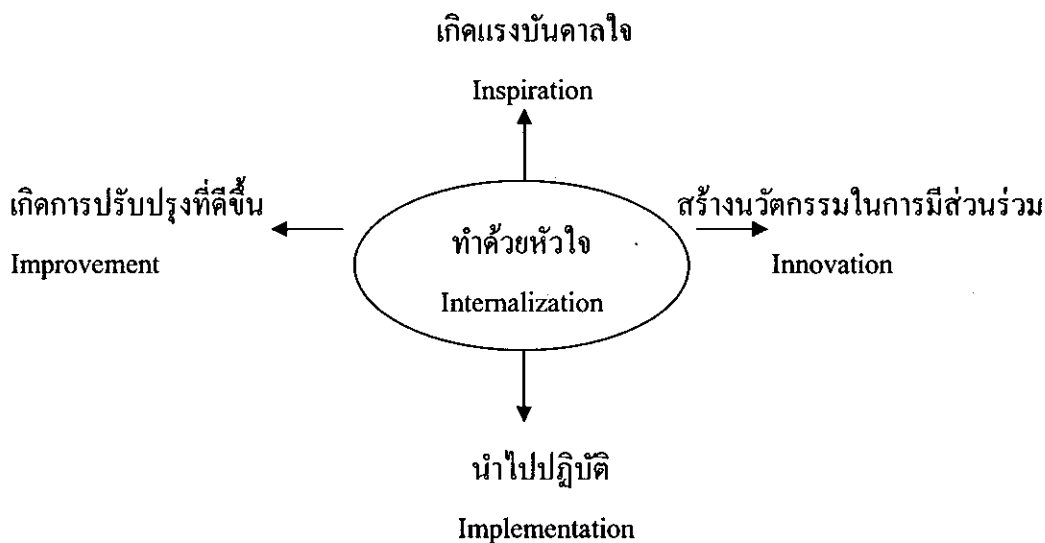 เกิดแรงบันดาลใจ
Inspiration
เกิดการปรับปรุงที่ดีขึ้น
Improvement
ทำด้วยหัวใจ
Internalization
สร้างนวัตกรรมในการมีส่วนร่วม
Innovation
นำไปปฏิบัติ
Implementation